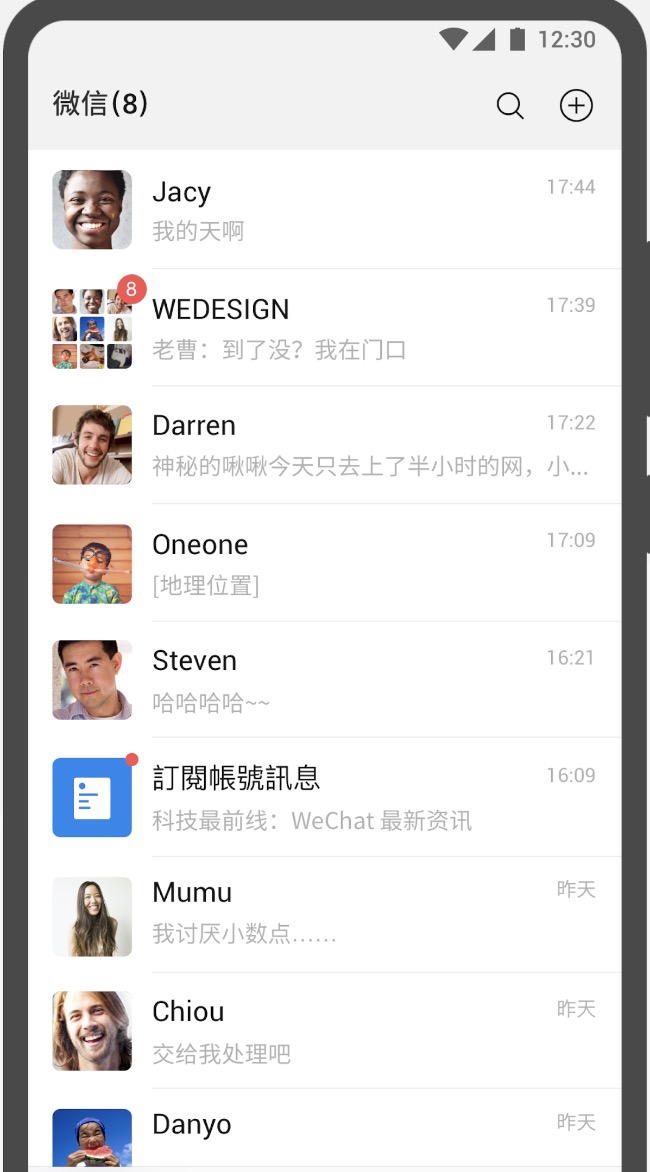 12:30
微信(8)
Jacy 17:44
我的天啊
8
WEDESIGN 17:39
老曹：到了没？我在门口
Darren 17:22
神秘的啾啾今天只去上了半小时的网，小...
Oneone 17:09
[地理位置]
Steven 16:21
哈哈哈哈~~
訂閱帳號訊息 16:09
科技最前线：WeChat 最新资讯
Mumu 昨天
我讨厌小数点……
Chiou 昨天
交给我处理吧
Danyo 昨天